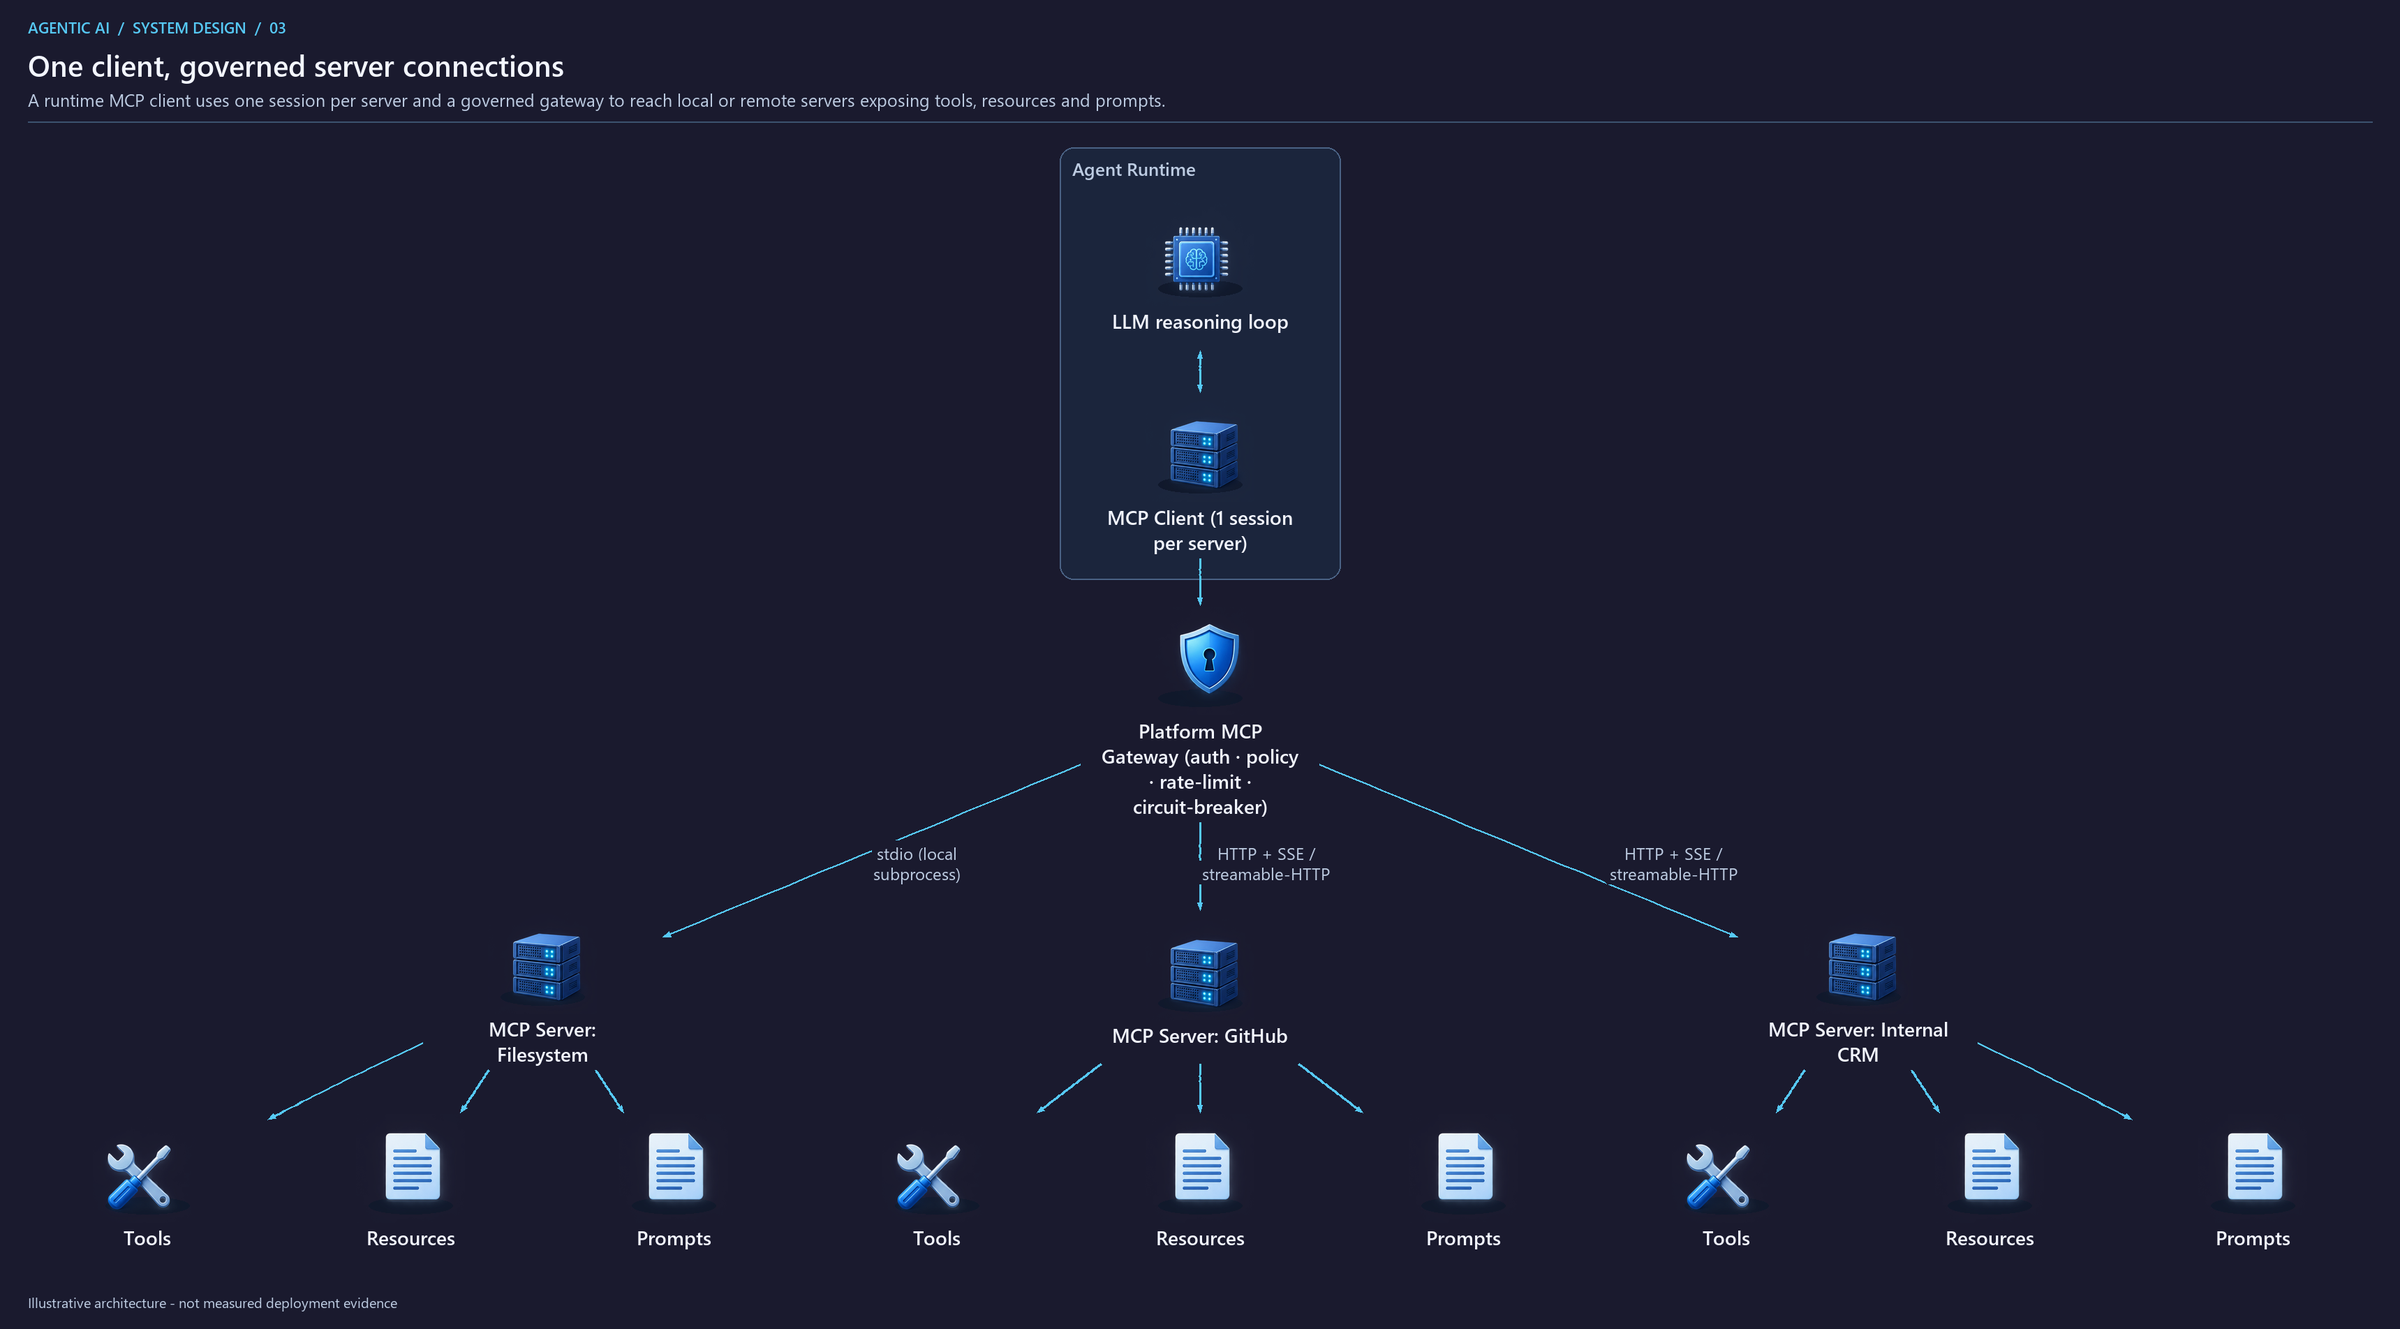 AGENTIC AI / SYSTEM DESIGN / 03
One client, governed server connections
A runtime MCP client uses one session per server and a governed gateway to reach local or remote servers exposing tools, resources and prompts.
Agent Runtime
LLM reasoning loop
MCP Client (1 session
per server)
Platform MCP
Gateway (auth · policy
· rate-limit ·
circuit-breaker)
stdio (local
subprocess)
HTTP + SSE /
streamable-HTTP
HTTP + SSE /
streamable-HTTP
MCP Server:
Filesystem
MCP Server: GitHub
MCP Server: Internal
CRM
Tools
Resources
Prompts
Tools
Resources
Prompts
Tools
Resources
Prompts
Illustrative architecture - not measured deployment evidence